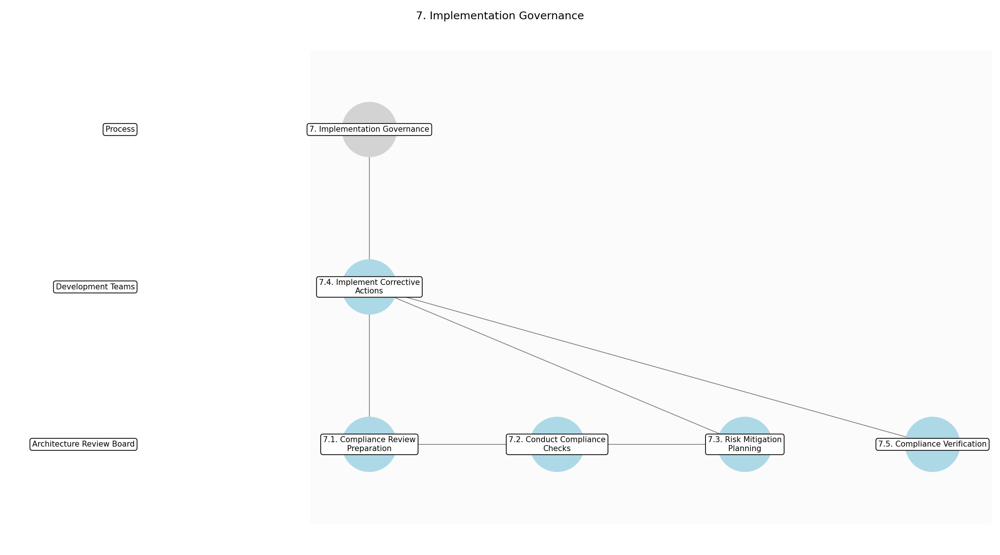 7. Implementation Governance
Process
7. Implementation Governance
Development Teams
7.4. Implement Corrective
Actions
Architecture Review Board
7.1. Compliance Review
Preparation
7.2. Conduct Compliance
Checks
7.3. Risk Mitigation
Planning
7.5. Compliance Verification